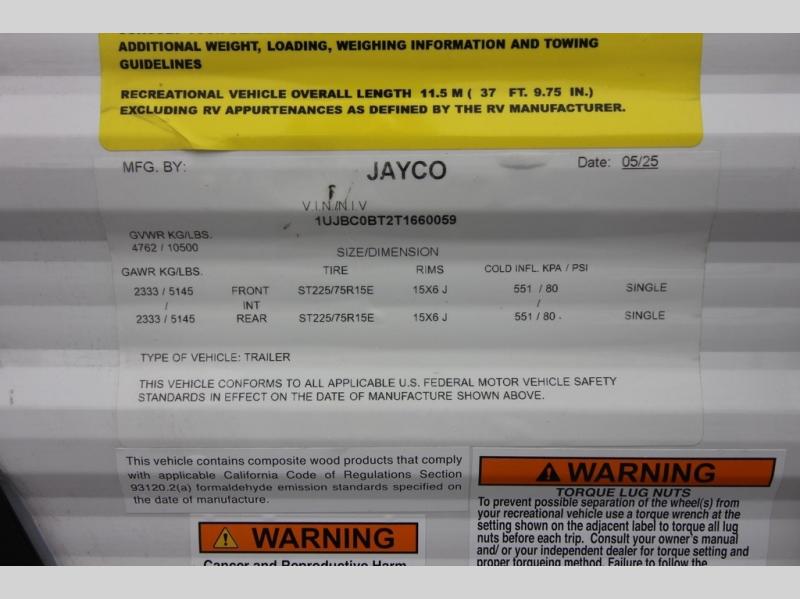 ADDITIONAL WEIGHT, LOADING, WEIGHING INFORMATION AND TOWING
GUIDELINES
RECREATIONAL VEHICLE OVERALL LENGTH 11.5 M ( 37 FT. 9.75 IN.)
EXCLUDING RV APPURTENANCES AS DEFINED BY THE RV MANUFACTURER.
MFG. BY: JAYCO Date: 05/25
V.I.N./N.I.V
1UJBC0BT2T1660059
GVWR KG/LBS.
4762 / 10500
SIZE/DIMENSION
GAWR KG/LBS. TIRE RIMS COLD INFL. KPA / PSI
2333 / 5145 FRONT ST225/75R15E 15X6 J 551 / 80 SINGLE
/ INT /
2333 / 5145 REAR ST225/75R15E 15X6 J 551 / 80 SINGLE
TYPE OF VEHICLE: TRAILER
THIS VEHICLE CONFORMS TO ALL APPLICABLE U.S. FEDERAL MOTOR VEHICLE SAFETY
STANDARDS IN EFFECT ON THE DATE OF MANUFACTURE SHOWN ABOVE.
This vehicle contains composite wood products that comply
with applicable California Code of Regulations Section
93120.2(a) formaldehyde emission standards specified on
the date of manufacture.
WARNING
Cancer and Reproductive Harm
WARNING
TORQUE LUG NUTS
To prevent possible separation of the wheel(s) from
your recreational vehicle use a torque wrench at the
setting shown on the adjacent label to torque all lug
nuts before each trip. Consult your owner's manual
and/ or your independent dealer for torque setting and
proper torqueing method. Failure to follow the